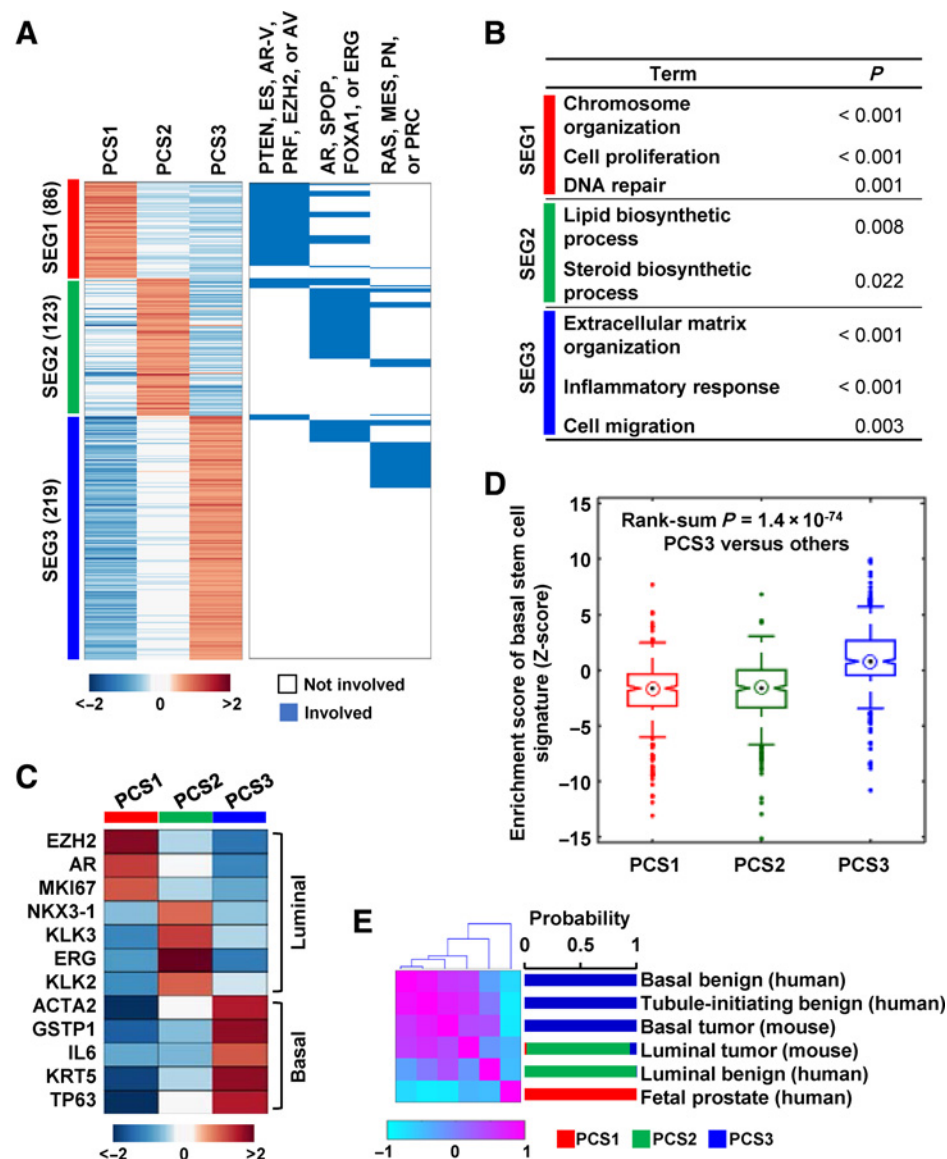 A
PCS1
PCS2
PCS3
PTEN, ES, AR-V,
PRF, EZH2, or AV
AR, SPOP,
FOXA1, or ERG
RAS, MES, PN,
or PRC
SEG1 (86)
SEG2 (123)
SEG3 (219)
<–2
0
>2
Not involved
Involved
B
Term
P
SEG1
Chromosome
organization
< 0.001
Cell proliferation
< 0.001
DNA repair
0.001
SEG2
Lipid biosynthetic
process
0.008
Steroid biosynthetic
process
0.022
SEG3
Extracellular matrix
organization
< 0.001
Inflammatory response
< 0.001
Cell migration
0.003
C
PCS1
PCS2
PCS3
EZH2
AR
MKI67
NKX3-1
KLK3
ERG
KLK2
ACTA2
GSTP1
IL6
KRT5
TP63
Luminal
Basal
<–2
0
>2
D
Enrichment score of basal stem cell
signature (Z-score)
15
10
5
0
–5
–10
–15
Rank-sum P = 1.4 × 10-74
PCS3 versus others
PCS1
PCS2
PCS3
E
Probability
0 0.5 1
Basal benign (human)
Tubule-initiating benign (human)
Basal tumor (mouse)
Luminal tumor (mouse)
Luminal benign (human)
Fetal prostate (human)
–1 0 1
PCS1
PCS2
PCS3